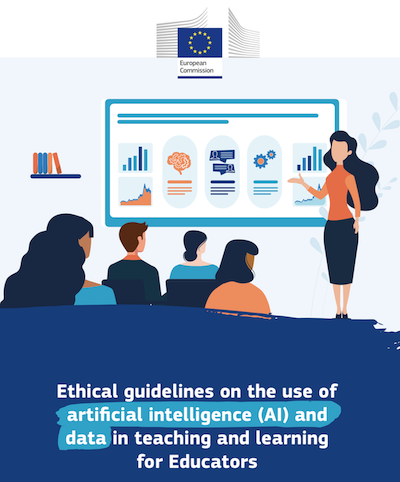 European
Commission
Ethical guidelines on the use of
artificial intelligence (AI) and
data in teaching and learning
for Educators